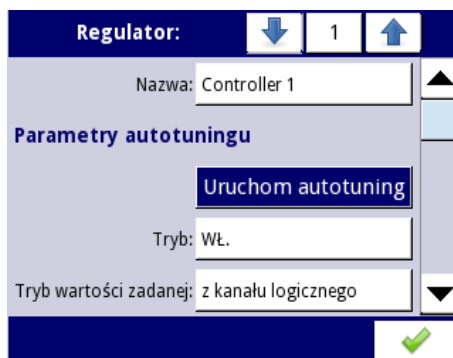 Regulator: 1
Nazwa: Controller 1
Parametry autotuningu
Uruchom autotuning
Tryb: WŁ.
Tryb wartości zadanej: z kanału logicznego